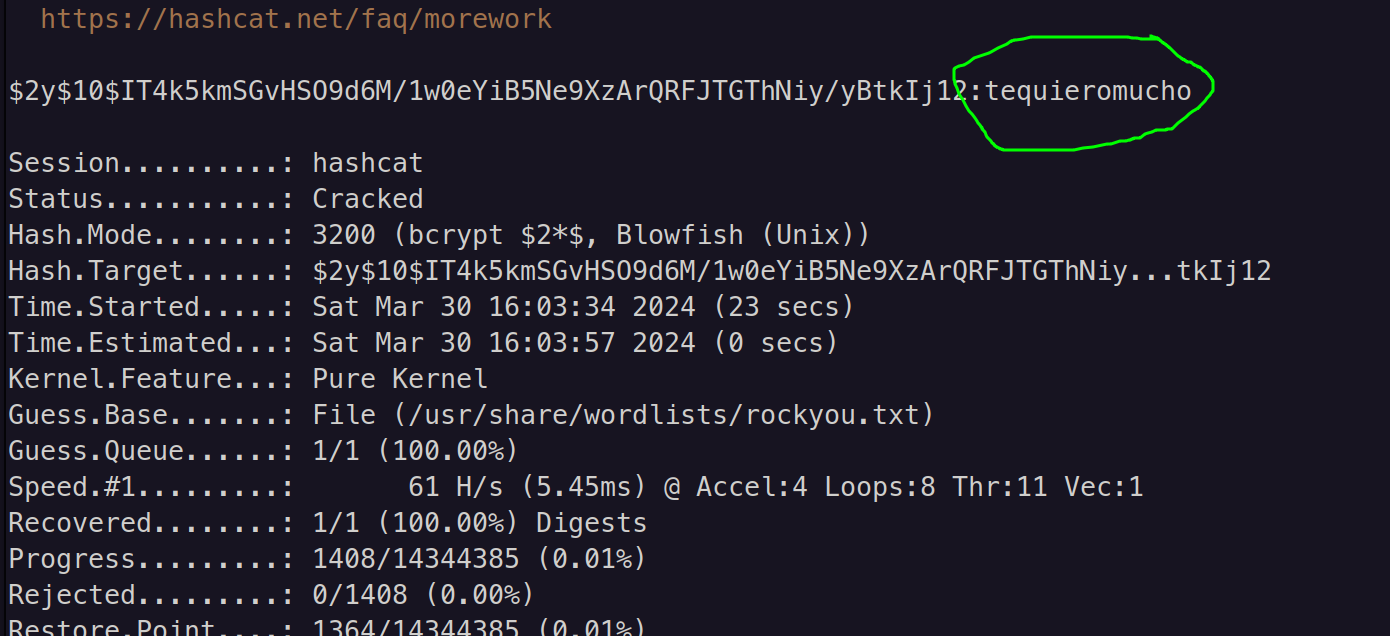 https://hashcat.net/faq/morework
$2y$10$IT4k5kmSGvHSO9d6M/1w0eYiB5Ne9XzArQRFJTGThNiy/yBtkIj12:tequieromucho
Session..........: hashcat
Status...........: Cracked
Hash.Mode........: 3200 (bcrypt $2*$, Blowfish (Unix))
Hash.Target......: $2y$10$IT4k5kmSGvHSO9d6M/1w0eYiB5Ne9XzArQRFJTGThNiy...tkIj12
Time.Started.....: Sat Mar 30 16:03:34 2024 (23 secs)
Time.Estimated...: Sat Mar 30 16:03:57 2024 (0 secs)
Kernel.Feature...: Pure Kernel
Guess.Base.......: File (/usr/share/wordlists/rockyou.txt)
Guess.Queue......: 1/1 (100.00%)
Speed.#1.........:       61 H/s (5.45ms) @ Accel:4 Loops:8 Thr:11 Vec:1
Recovered........: 1/1 (100.00%) Digests
Progress.........: 1408/14344385 (0.01%)
Rejected.........: 0/1408 (0.00%)
Restore.Point....: 1364/14344385 (0.01%)